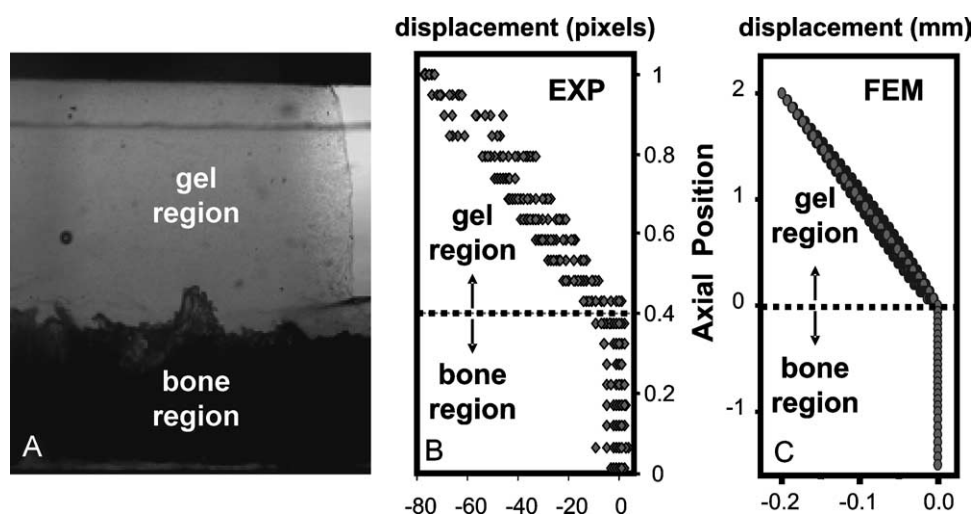 gel
region
bone
region
A
displacement (pixels)
EXP
gel
region
bone
region
B
1
0.8
0.6
0.4
0.2
0
-80 -60 -40 -20 0
displacement (mm)
FEM
Axial Position
2
1
0
-1
gel
region
bone
region
C
-0.2 -0.1 0.0